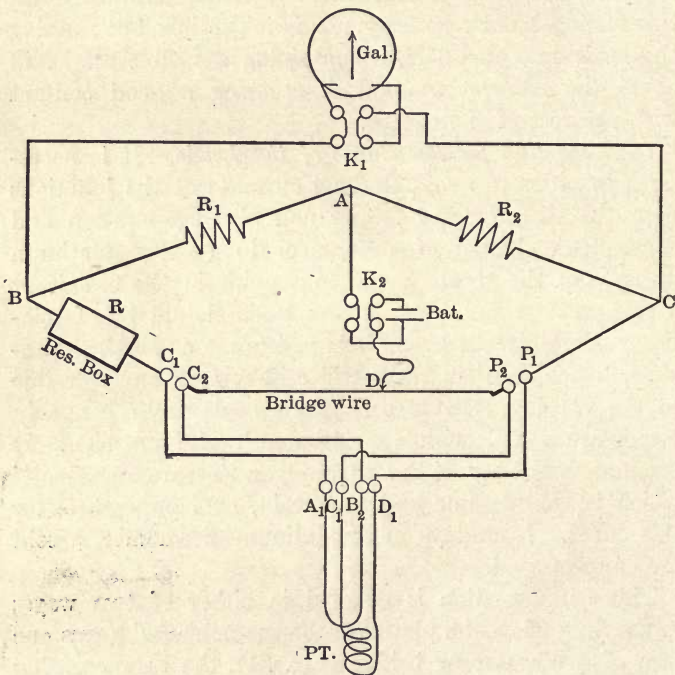 Gal.
K1
A
R1
R2
K2
B
C
Bat.
R
Res. Box
C1
C2
D
P2
P1
Bridge wire
A1 C1 B2 D1
PT.